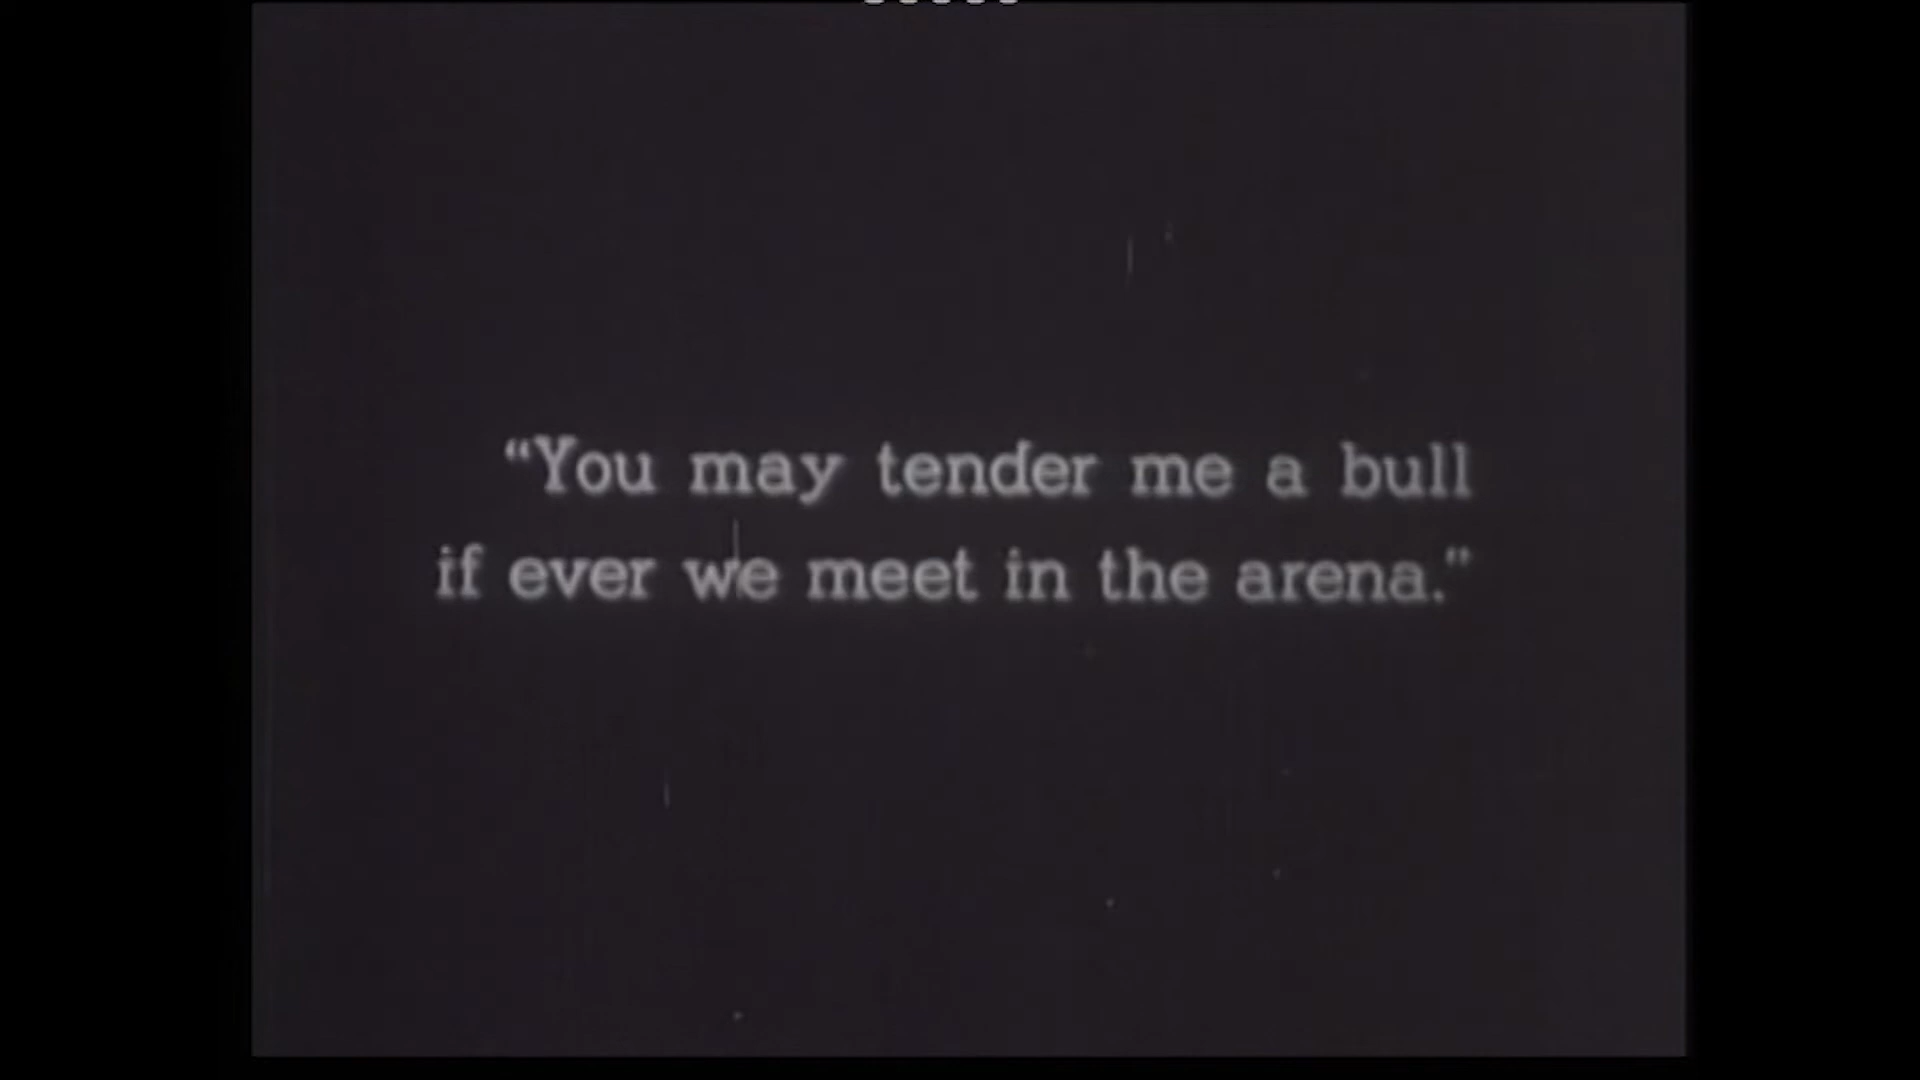 “You may tender me a bull
if ever we meet in the arena.”